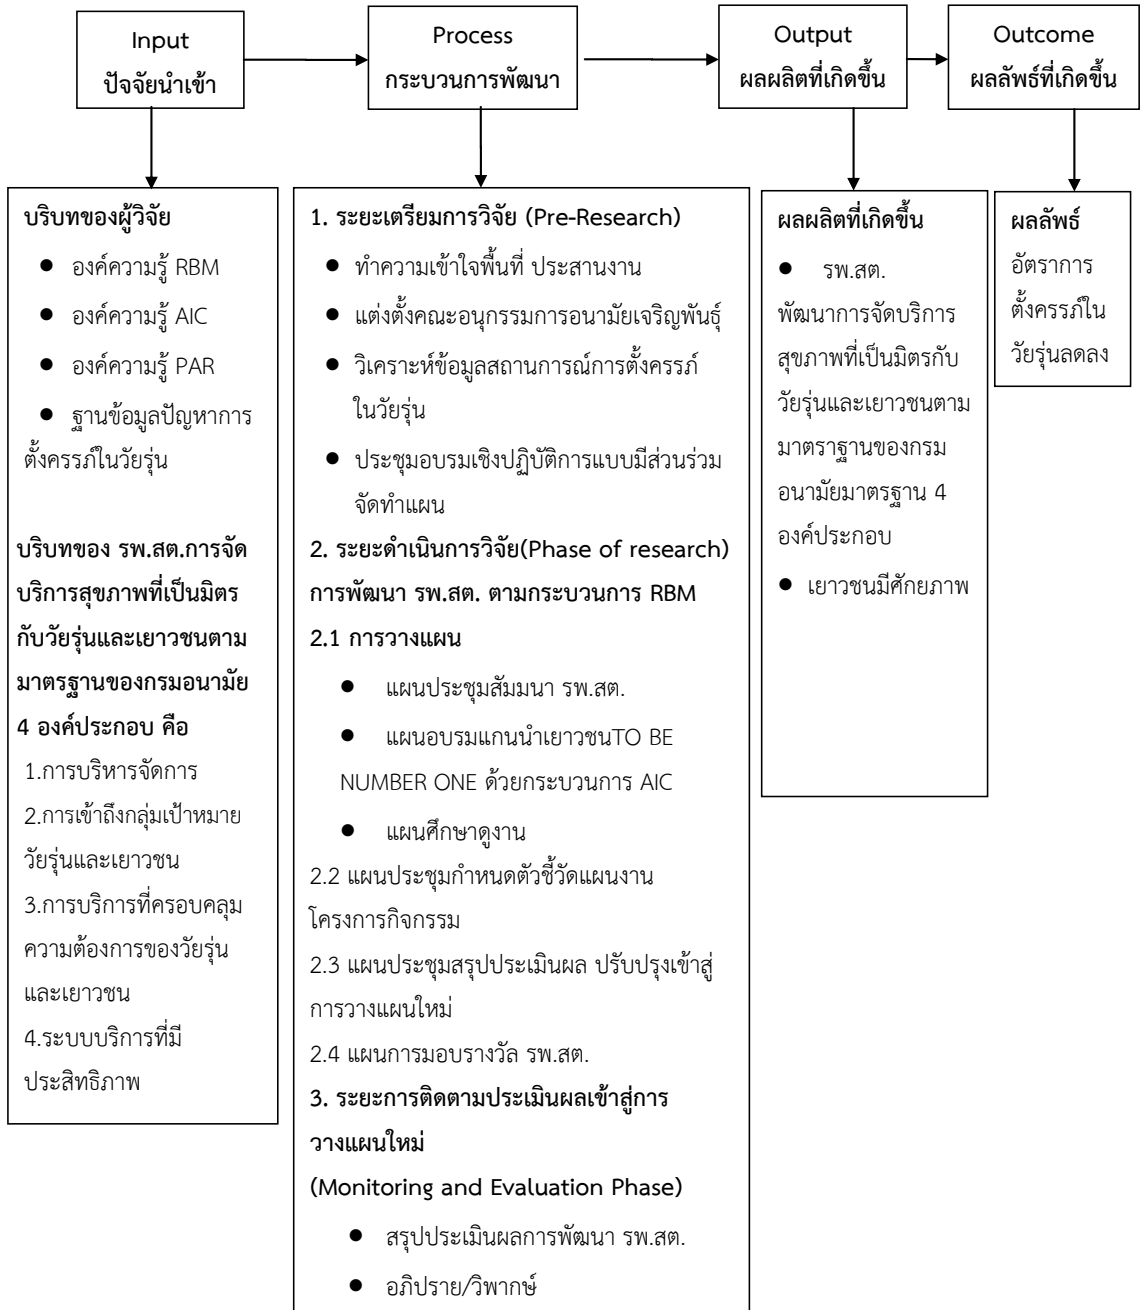 Input
ปัจจัยนำเข้า
Process
กระบวนการพัฒนา
Output
ผลผลิตที่เกิดขึ้น
Outcome
ผลลัพธ์ที่เกิดขึ้น
บริบทของผู้วิจัย
● องค์ความรู้ RBM
● องค์ความรู้ AIC
● องค์ความรู้ PAR
● ฐานข้อมูลปัญหาการ
ตั้งครรภ์ในวัยรุ่น
บริบทของ รพ.สต.การจัด
บริการสุขภาพที่เป็นมิตร
กับวัยรุ่นและเยาวชนตาม
มาตรฐานของกรมอนามัย
4 องค์ประกอบ คือ
1.การบริหารจัดการ
2.การเข้าถึงกลุ่มเป้าหมาย
วัยรุ่นและเยาวชน
3.การบริการที่ครอบคลุม
ความต้องการของวัยรุ่น
และเยาวชน
4.ระบบบริการที่มี
ประสิทธิภาพ
1. ระยะเตรียมการวิจัย (Pre-Research)
● ทำความเข้าใจพื้นที่ ประสานงาน
● แต่งตั้งคณะอนุกรรมการอนามัยเจริญพันธุ์
● วิเคราะห์ข้อมูลสถานการณ์การตั้งครรภ์
ในวัยรุ่น
● ประชุมอบรมเชิงปฏิบัติการแบบมีส่วนร่วม
จัดทำแผน
2. ระยะดำเนินการวิจัย(Phase of research)
การพัฒนา รพ.สต. ตามกระบวนการ RBM
2.1 การวางแผน
● แผนประชุมสัมมนา รพ.สต.
● แผนอบรมแกนนำเยาวชนTO BE
NUMBER ONE ด้วยกระบวนการ AIC
● แผนศึกษาดูงาน
2.2 แผนประชุมกำหนดตัวชี้วัดแผนงาน
โครงการกิจกรรม
2.3 แผนประชุมสรุปประเมินผล ปรับปรุงเข้าสู่
การวางแผนใหม่
2.4 แผนการมอบรางวัล รพ.สต.
3. ระยะการติดตามประเมินผลเข้าสู่การ
วางแผนใหม่
(Monitoring and Evaluation Phase)
● สรุปประเมินผลการพัฒนา รพ.สต.
● อภิปราย/วิพากษ์
ผลผลิตที่เกิดขึ้น
● รพ.สต.
พัฒนาการจัดบริการ
สุขภาพที่เป็นมิตรกับ
วัยรุ่นและเยาวชนตาม
มาตราฐานของกรม
อนามัยมาตรฐาน 4
องค์ประกอบ
● เยาวชนมีศักยภาพ
ผลลัพธ์
อัตราการ
ตั้งครรภ์ใน
วัยรุ่นลดลง